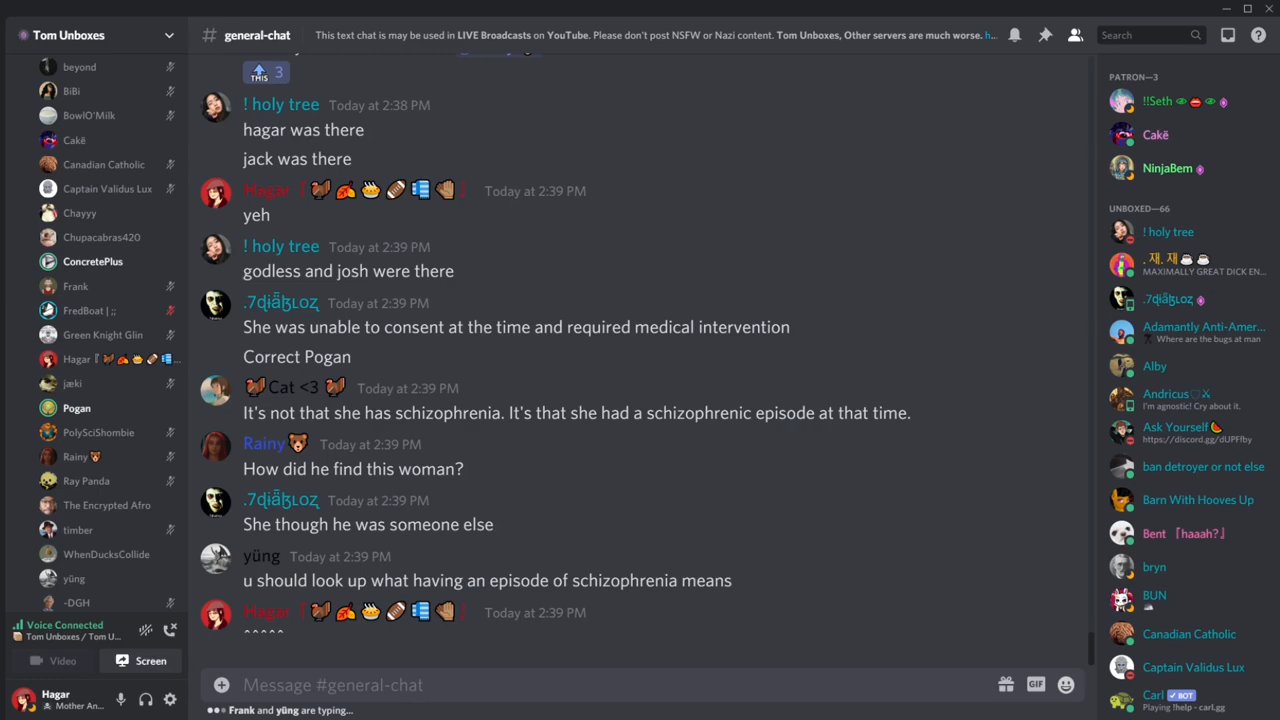 Tom Unboxes
beyond
BiBi
BowlO'Milk
Cakë
Canadian Catholic
Captain Validus Lux
Chayyy
Chupacabras420
ConcretePlus
Frank
FredBoat | ;;
Green Knight Glin
Hagar『
jæki
Pogan
PolySciShombie
Rainy
Ray Panda
The Encrypted Afro
timber
WhenDucksCollide
yüng
-DGH
Voice Connected
Tom Unboxes / Tom U...
Video
Screen
Hagar
Mother An...
# general-chat
This text chat is may be used in LIVE Broadcasts on YouTube. Please don't post NSFW or Nazi content. Tom Unboxes, Other servers are much worse. h...
Search
THIS 3
! holy tree Today at 2:38 PM
hagar was there
jack was there
Hagar『 』 Today at 2:39 PM
yeh
! holy tree Today at 2:39 PM
godless and josh were there
Today at 2:39 PM
She was unable to consent at the time and required medical intervention
Correct Pogan
Cat <3 Today at 2:39 PM
It's not that she has schizophrenia. It's that she had a schizophrenic episode at that time.
Rainy Today at 2:39 PM
How did he find this woman?
Today at 2:39 PM
She though he was someone else
yüng Today at 2:39 PM
u should look up what having an episode of schizophrenia means
Hagar『 』 Today at 2:39 PM
^^^^^
Message #general-chat
GIF
Frank and yüng are typing...
PATRON—3
!!Seth
Cakë
NinjaBem
UNBOXED—66
! holy tree
. 재. 재
MAXIMALLY GREAT DICK EN...
Adamantly Anti-Amer...
Where are the bugs at man
Alby
Andricus
I'm agnostic! Cry about it.
Ask Yourself
https://discord.gg/dUPFfby
ban detroyer or not else
Barn With Hooves Up
Bent『haaah?』
bryn
BUN
Canadian Catholic
Captain Validus Lux
Carl BOT
Playing !help - carl.gg